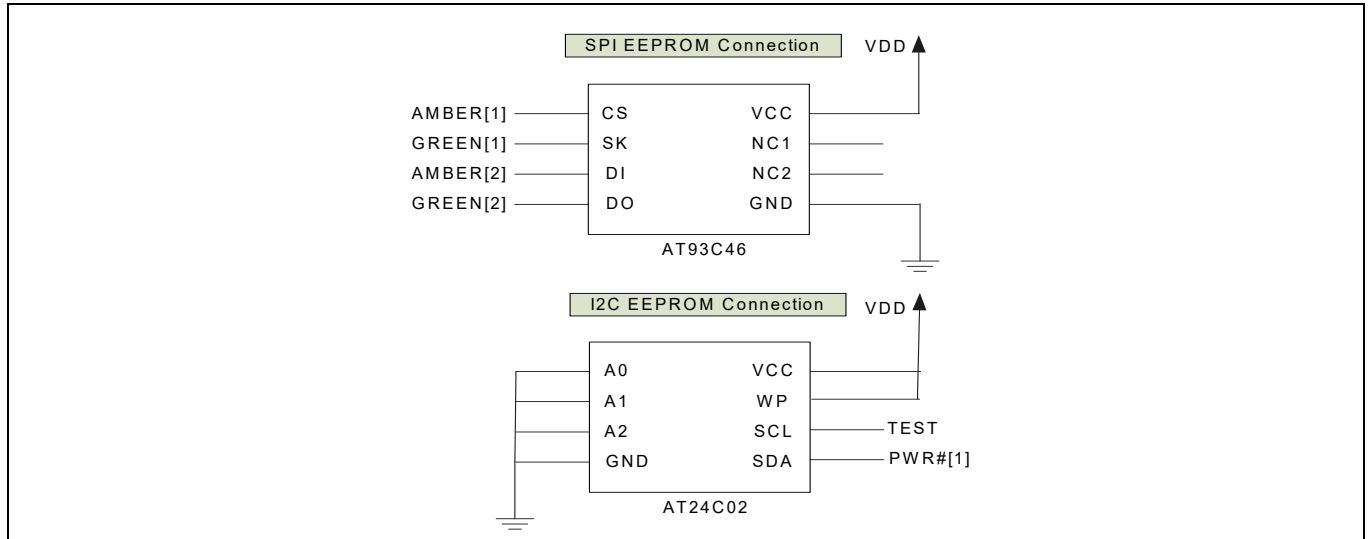 SPI EEPROM Connection
VDD
AMBER[1]
CS
VCC
GREEN[1]
SK
NC1
AMBER[2]
DI
NC2
GREEN[2]
DO
GND
AT93C46
I2C EEPROM Connection
VDD
A0
VCC
A1
WP
A2
SCL
TEST
GND
SDA
PWR#[1]
AT24C02